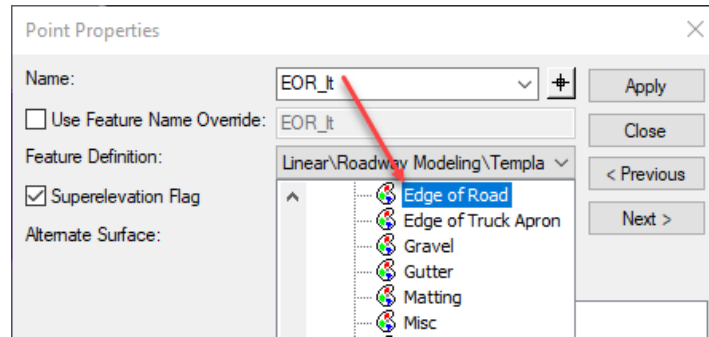 Point Properties
Name:
EOR_lt
Apply
Use Feature Name Override:
EOR_lt
Close
Feature Definition:
Linear\Roadway Modeling\Templa
< Previous
Superelevation Flag
Edge of Road
Edge of Truck Apron
Next >
Alternate Surface:
Gravel
Gutter
Matting
Misc